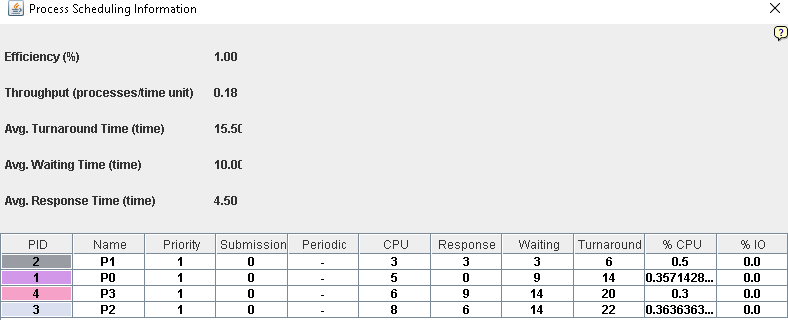 Process Scheduling Information
?
Efficiency (%) 1.00
Throughput (processes/time unit) 0.18
Avg. Turnaround Time (time) 15.50
Avg. Waiting Time (time) 10.00
Avg. Response Time (time) 4.50
PID Name Priority Submission Periodic CPU Response Waiting Turnaround % CPU % IO
2 P1 1 0 - 3 3 3 6 0.5 0.0
1 P0 1 0 - 5 0 9 14 0.3571428... 0.0
4 P3 1 0 - 6 9 14 20 0.3 0.0
3 P2 1 0 - 8 6 14 22 0.3636363... 0.0